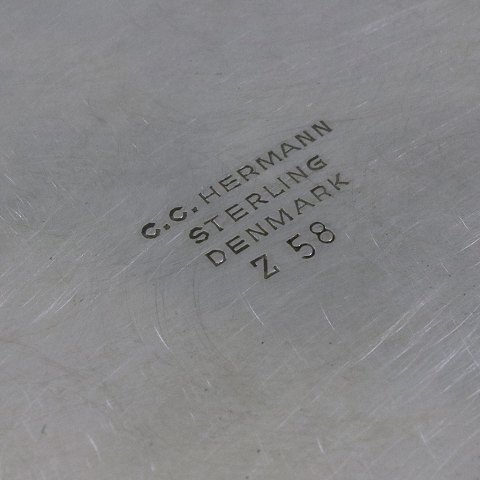 C.C. HERMANN
STERLING
DENMARK
Z 58